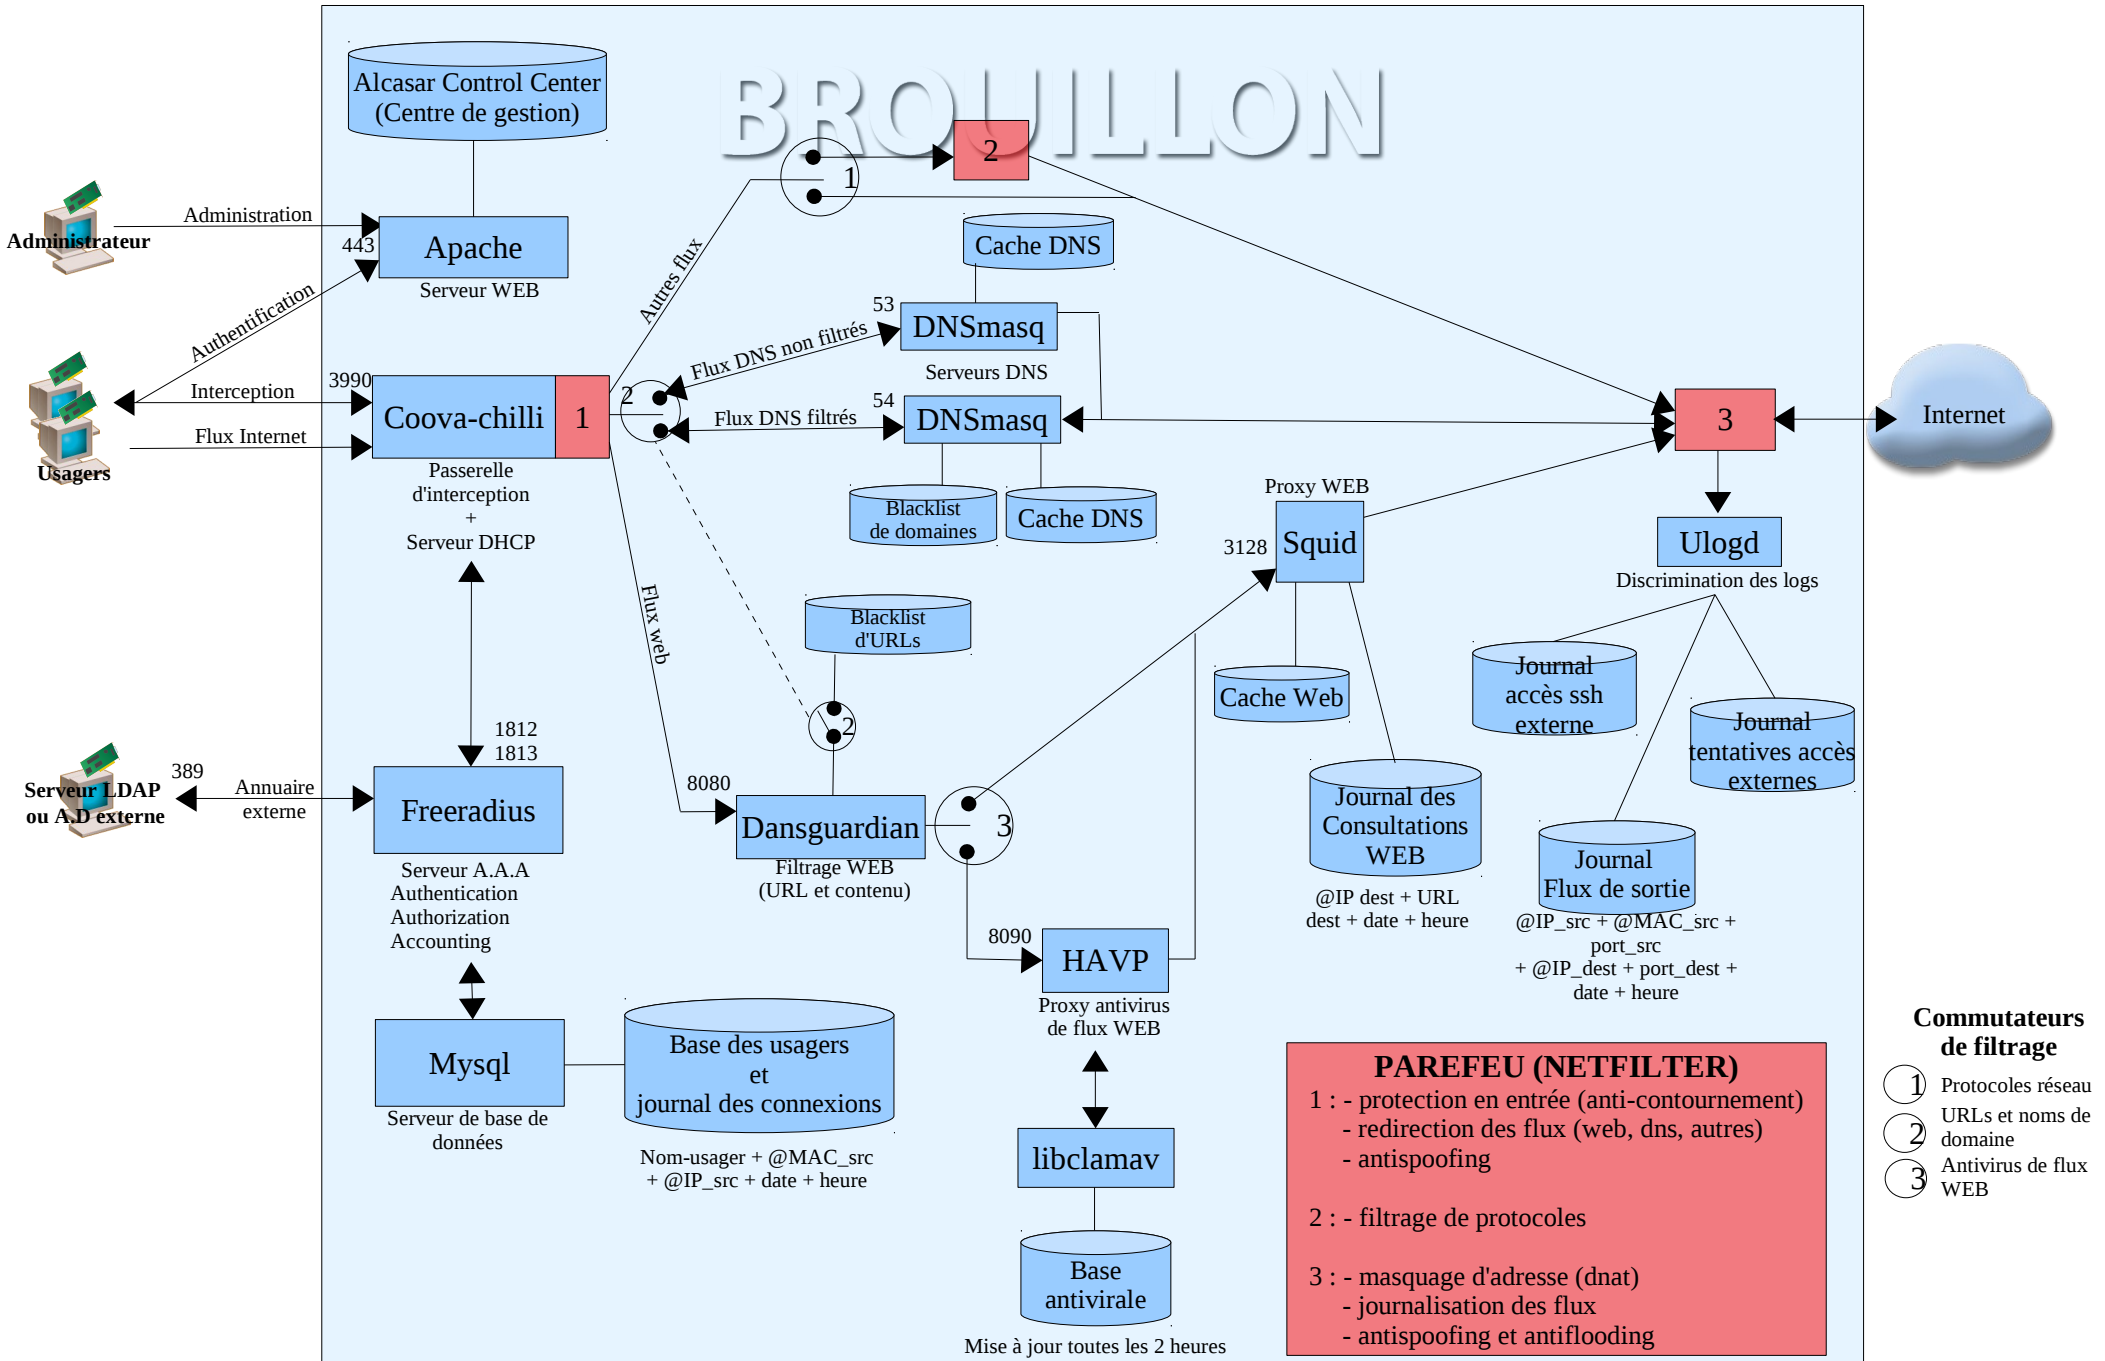 BROUILLON
Alcasar Control Center
(Centre de gestion)
2
1
Administration
Administrateur
443
Apache
Serveur WEB
Cache DNS
Autres flux
Authentification
53
DNSmasq
Flux DNS non filtrés
Serveurs DNS
Interception
3990
Coova-chilli
1
2
54
DNSmasq
Flux DNS filtrés
3
Internet
Flux Internet
Usagers
Passerelle
d'interception
+
Serveur DHCP
Blacklist
de domaines
Cache DNS
Proxy WEB
3128
Squid
Ulogd
Discrimination des logs
Flux web
Blacklist
d'URLs
2
Cache Web
Journal
accès ssh
externe
Journal
tentatives accès
externes
1812
1813
389
Serveur LDAP
ou A.D externe
Annuaire
externe
Freeradius
8080
Dansguardian
3
Filtrage WEB
(URL et contenu)
Journal des
Consultations
WEB
@IP dest + URL
dest + date + heure
Journal
Flux de sortie
@IP_src + @MAC_src +
port_src
+ @IP_dest + port_dest +
date + heure
Serveur A.A.A
Authentication
Authorization
Accounting
8090
HAVP
Proxy antivirus
de flux WEB
Mysql
Serveur de base de
données
Base des usagers
et
journal des connexions
Nom-usager + @MAC_src
+ @IP_src + date + heure
libclamav
Base
antivirale
Mise à jour toutes les 2 heures
PAREFEU (NETFILTER)
1 : - protection en entrée (anti-contournement)
- redirection des flux (web, dns, autres)
- antispoofing
2 : - filtrage de protocoles
3 : - masquage d'adresse (dnat)
- journalisation des flux
- antispoofing et antiflooding
Commutateurs
de filtrage
1 Protocoles réseau
2 URLs et noms de
domaine
3 Antivirus de flux
WEB